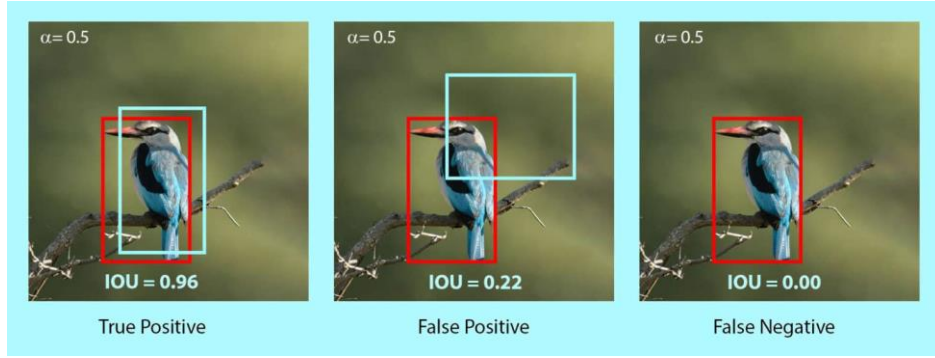 α= 0.5
α= 0.5
α= 0.5
IOU = 0.96
IOU = 0.22
IOU = 0.00
True Positive
False Positive
False Negative